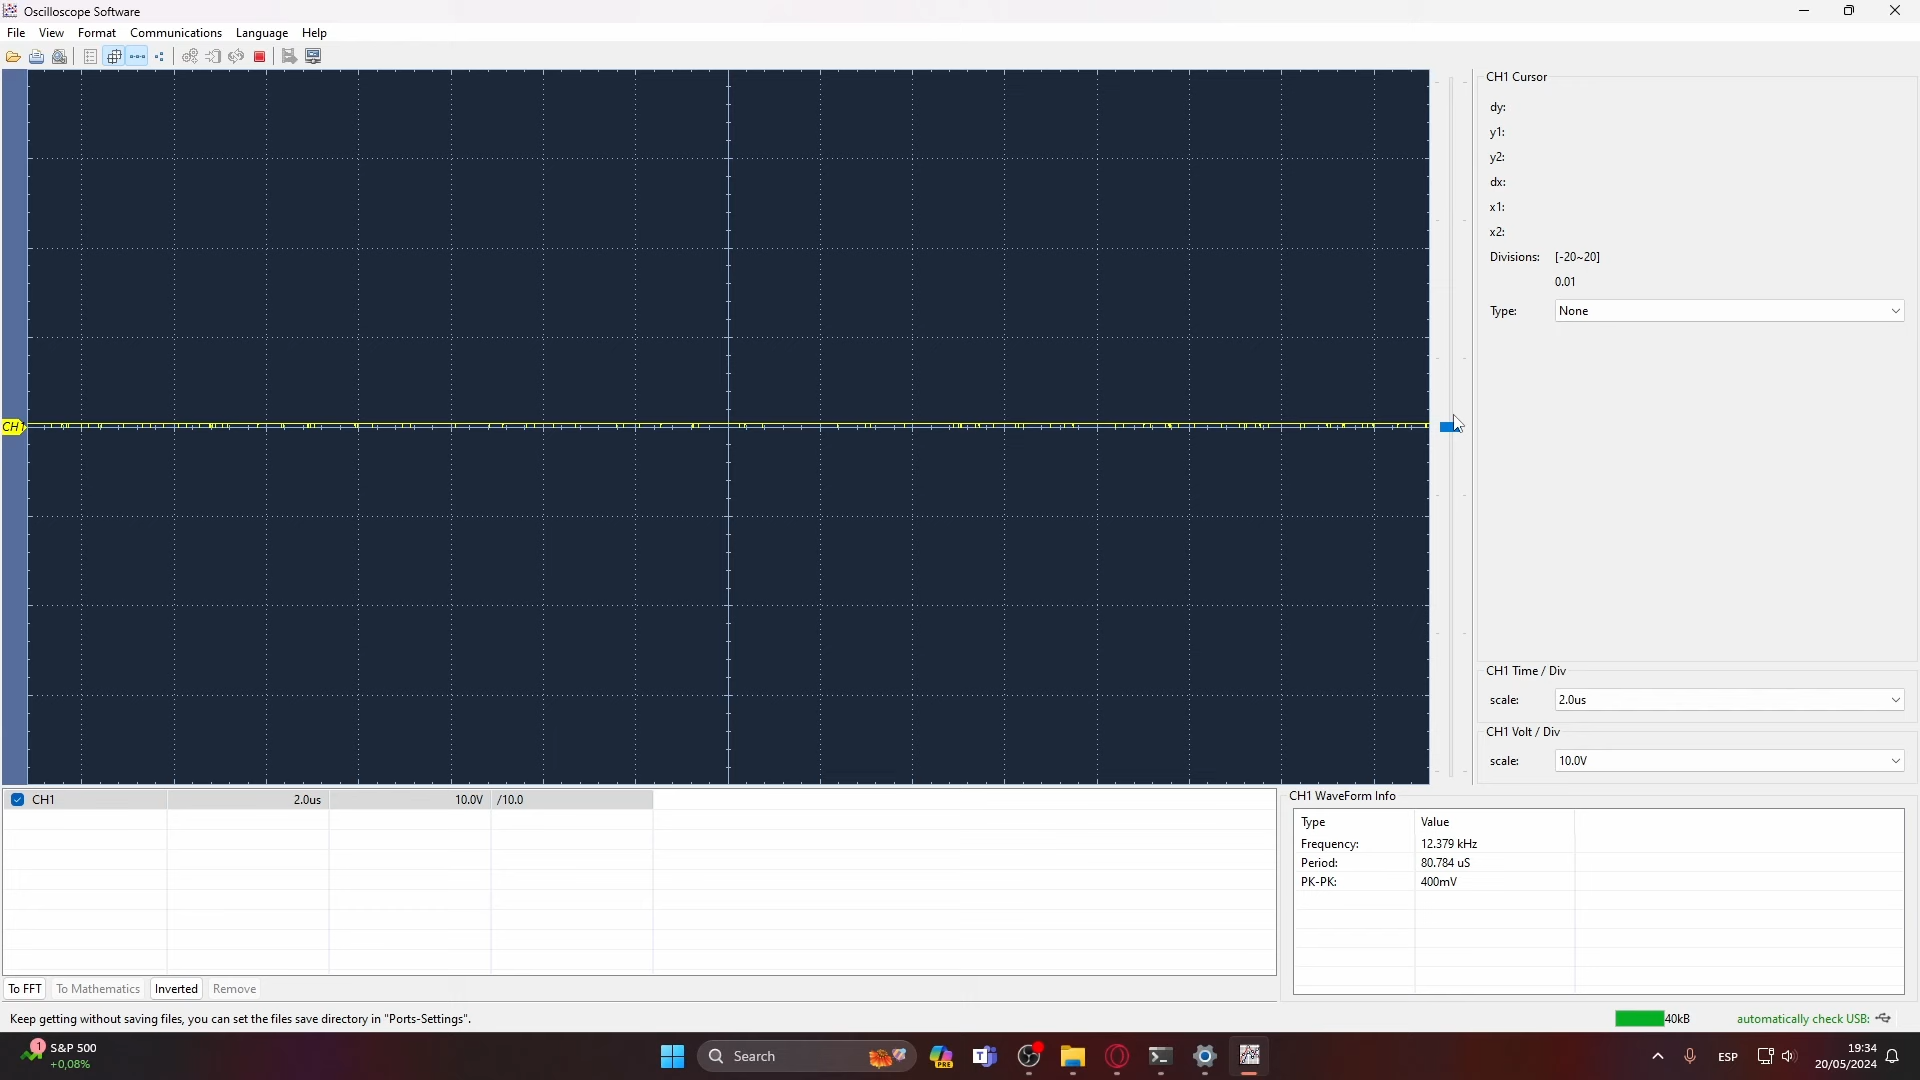 Oscilloscope Software
File View Format Communications Language Help
CH1 Cursor
dy:
y1:
y2:
dx:
x1:
x2:
Divisions: [-20~20]
0.01
Type: None
CH1
CH1 Time / Div
scale: 2.0us
CH1 Volt / Div
scale: 10.0V
CH1 2.0us 10.0V /10.0
CH1 WaveForm Info
Type Value
Frequency: 12.379 kHz
Period: 80.784 uS
PK-PK: 400mV
To FFT To Mathematics Inverted Remove
Keep getting without saving files, you can set the files save directory in "Ports-Settings".
40kB automatically check USB:
1 S&P 500
+0,08%
Search
PRE
ESP
19:34
20/05/2024